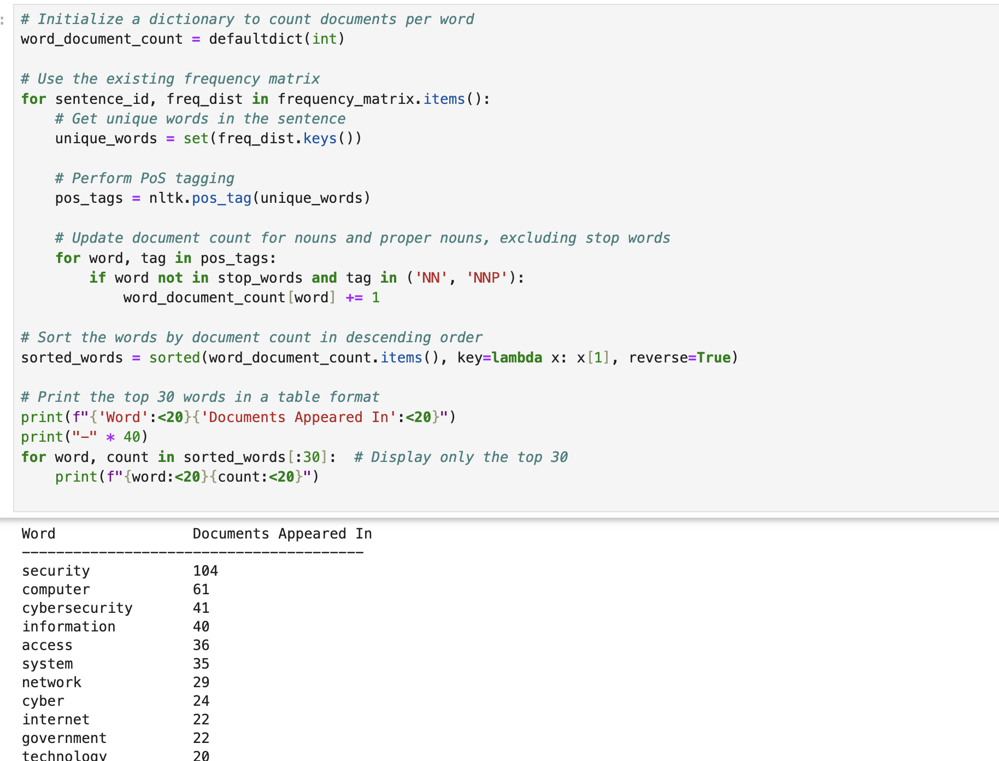 # Initialize a dictionary to count documents per word
word_document_count = defaultdict(int)
# Use the existing frequency matrix
for sentence_id, freq_dist in frequency_matrix.items():
    # Get unique words in the sentence
    unique_words = set(freq_dist.keys())
    # Perform PoS tagging
    pos_tags = nltk.pos_tag(unique_words)
    # Update document count for nouns and proper nouns, excluding stop words
    for word, tag in pos_tags:
        if word not in stop_words and tag in ('NN', 'NNP'):
            word_document_count[word] += 1
# Sort the words by document count in descending order
sorted_words = sorted(word_document_count.items(), key=lambda x: x[1], reverse=True)
# Print the top 30 words in a table format
print(f"{'Word':<20}{'Documents Appeared In':<20}")
print("-" * 40)
for word, count in sorted_words[:30]:  # Display only the top 30
    print(f"{word:<20}{count:<20}")
Word                Documents Appeared In
----------------------------------------
security            104
computer            61
cybersecurity       41
information         40
access              36
system              35
network             29
cyber               24
internet            22
government          22
technology          20